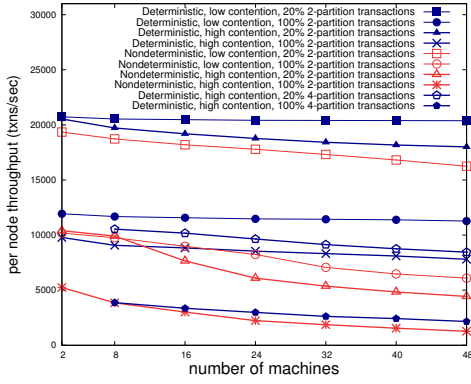 30000
25000
20000
15000
10000
5000
0
per node throughput (txns/sec)
Deterministic, low contention, 20% 2-partition transactions
Deterministic, low contention, 100% 2-partition transactions
Deterministic, high contention, 20% 2-partition transactions
Deterministic, high contention, 100% 2-partition transactions
Nondeterministic, low contention, 20% 2-partition transactions
Nondeterministic, low contention, 100% 2-partition transactions
Nondeterministic, high contention, 20% 2-partition transactions
Nondeterministic, high contention, 100% 2-partition transactions
Deterministic, high contention, 20% 4-partition transactions
Deterministic, high contention, 100% 4-partition transactions
2 8 16 24 32 40 48
number of machines